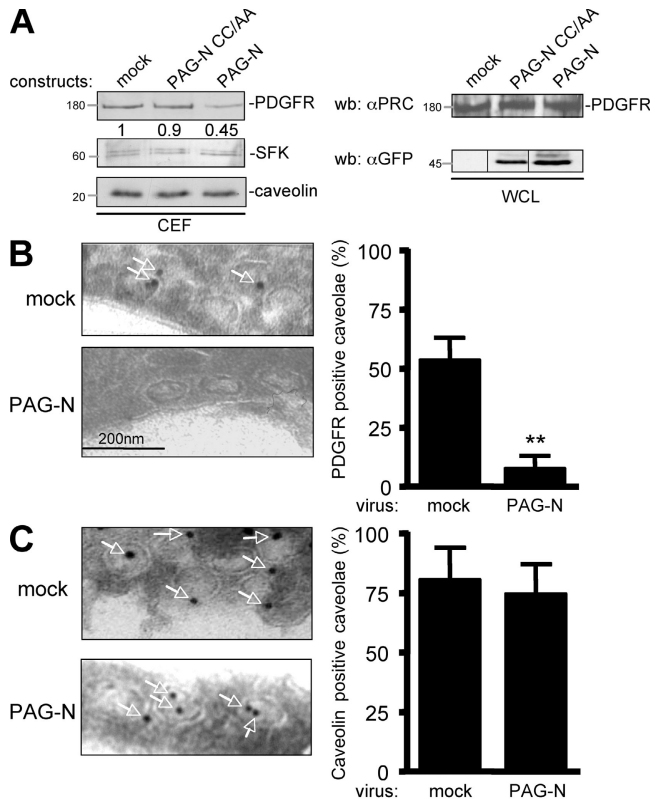 A
constructs:
mock
PAG-N CC/AA
PAG-N
180
-PDGFR
1 0.9 0.45
60
-SFK
20
-caveolin
CEF
mock
PAG-N CC/AA
PAG-N
wb: αPRC
180
-PDGFR
wb: αGFP
45
WCL
B
mock
PAG-N
200nm
PDGFR positive caveolae (%)
100
75
50
25
0
**
virus: mock PAG-N
C
mock
PAG-N
Caveolin positive caveolae (%)
100
75
50
25
0
virus: mock PAG-N